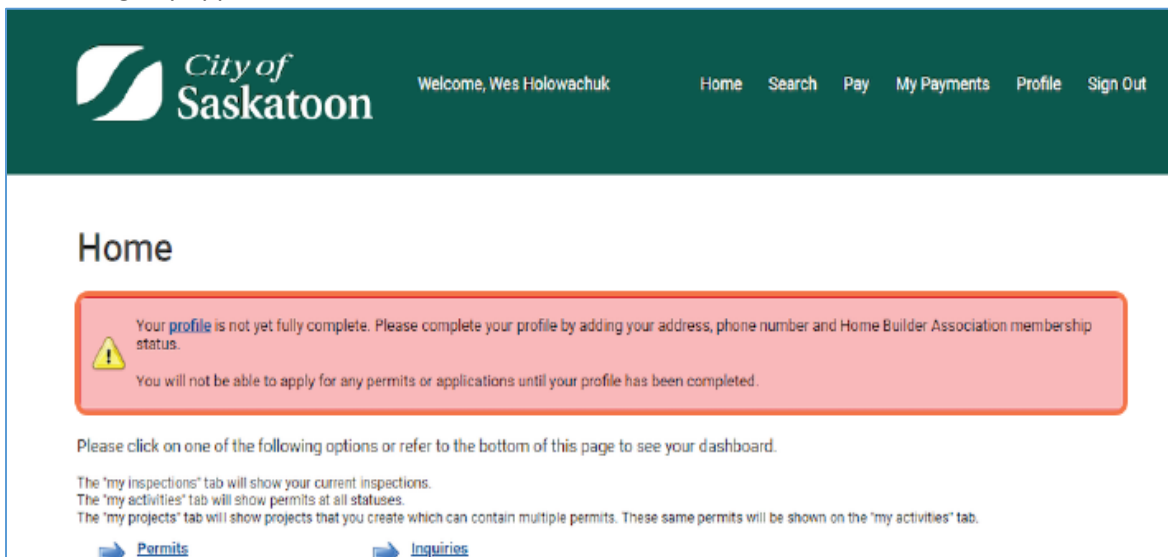 City of
Saskatoon
Welcome, Wes Holowachuk Home Search Pay My Payments Profile Sign Out
Home
Your profile is not yet fully complete. Please complete your profile by adding your address, phone number and Home Builder Association membership
status.
You will not be able to apply for any permits or applications until your profile has been completed.
Please click on one of the following options or refer to the bottom of this page to see your dashboard.
The "my inspections" tab will show your current inspections.
The "my activities" tab will show permits at all statuses.
The "my projects" tab will show projects that you create which can contain multiple permits. These same permits will be shown on the "my activities" tab.
Permits Inquiries